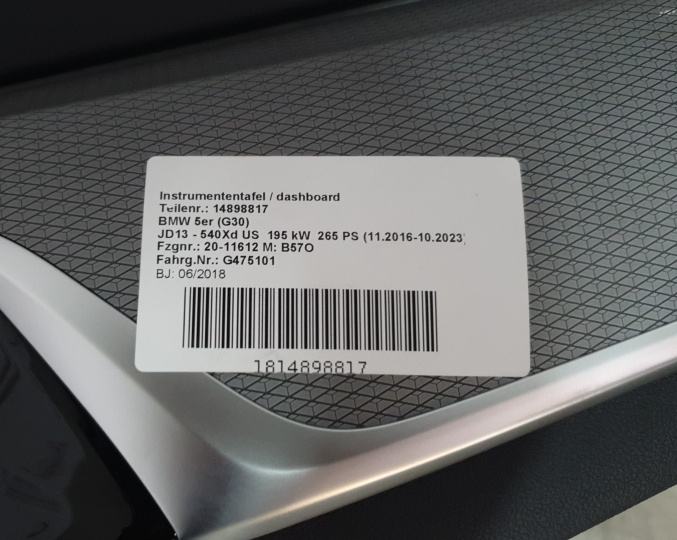 Instrumententafel / dashboard
Teilenr.: 14898817
BMW 5er (G30)
JD13 - 540Xd US 195 kW 265 PS (11.2016-10.2023)
Fzgnr.: 20-11612 M: B57O
Fahrg.Nr.: G475101
BJ: 06/2018
1814898817